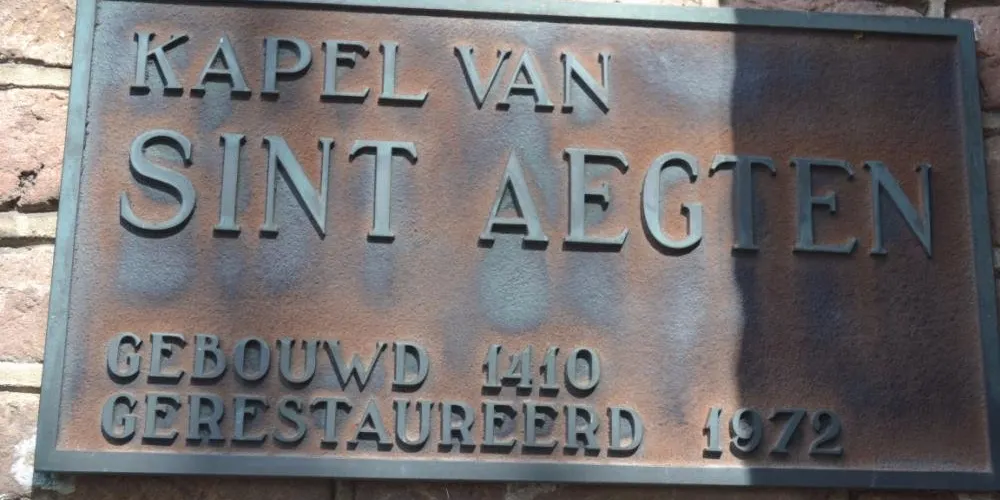 KAPEL VAN
SINT AEGTEN
GEBOUWD 1410
GERESTAUREERD 1972